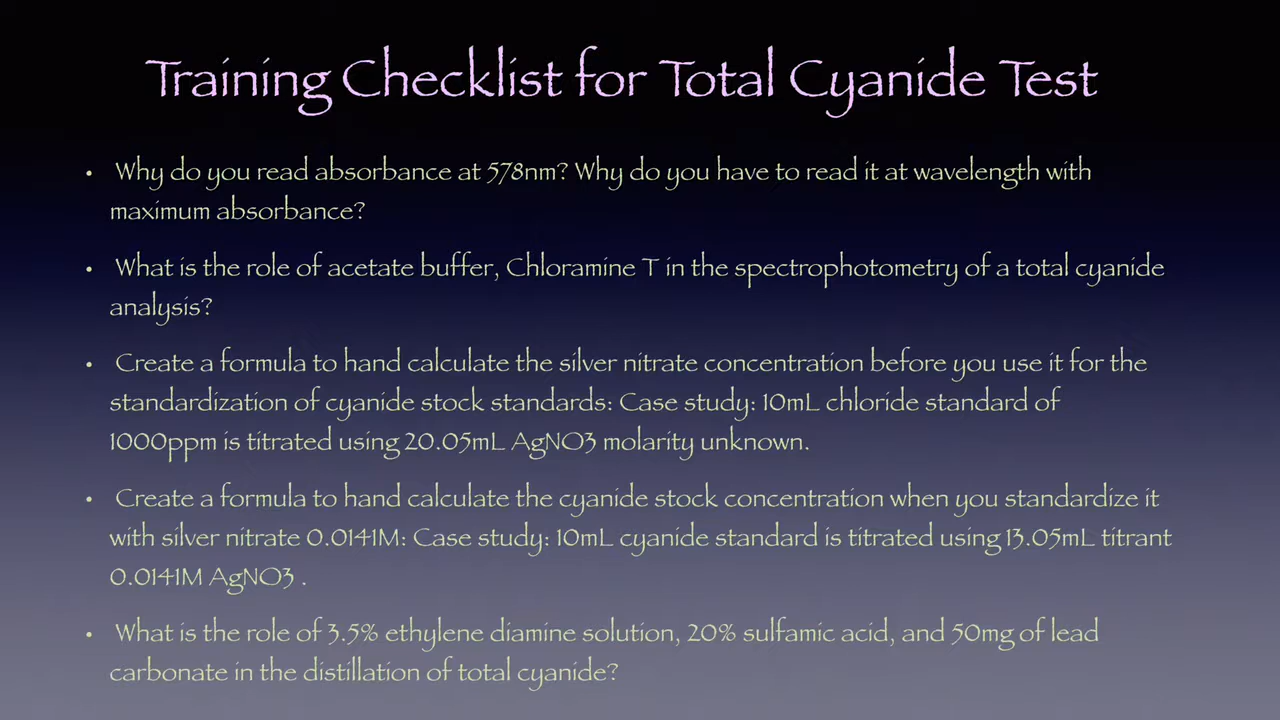 Training Checklist for Total Cyanide Test
• Why do you read absorbance at 578nm? Why do you have to read it at wavelength with
maximum absorbance?
• What is the role of acetate buffer, Chloramine T in the spectrophotometry of a total cyanide
analysis?
• Create a formula to hand calculate the silver nitrate concentration before you use it for the
standardization of cyanide stock standards: Case study: 10mL chloride standard of
1000ppm is titrated using 20.05mL AgNO3 molarity unknown.
• Create a formula to hand calculate the cyanide stock concentration when you standardize it
with silver nitrate 0.0141M: Case study: 10mL cyanide standard is titrated using 13.05mL titrant
0.0141M AgNO3 .
• What is the role of 3.5% ethylene diamine solution, 20% sulfamic acid, and 50mg of lead
carbonate in the distillation of total cyanide?